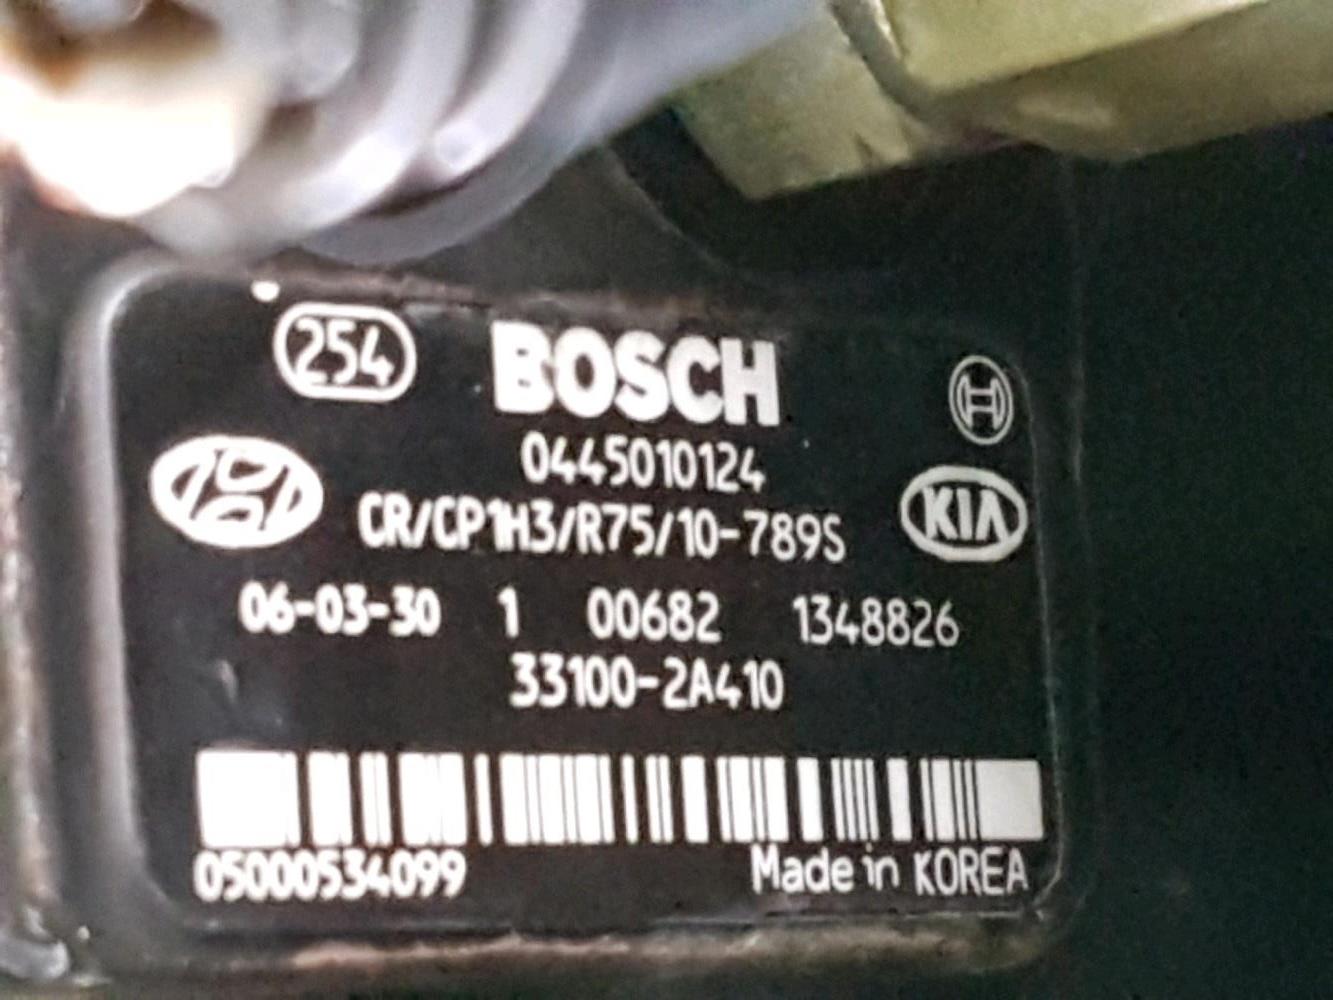 254 BOSCH
0445010124
CR/CP1H3/R75/10-789S KIA
06-03-30 1 00682 1348826
33100-2A410
05000534099 Made in KOREA